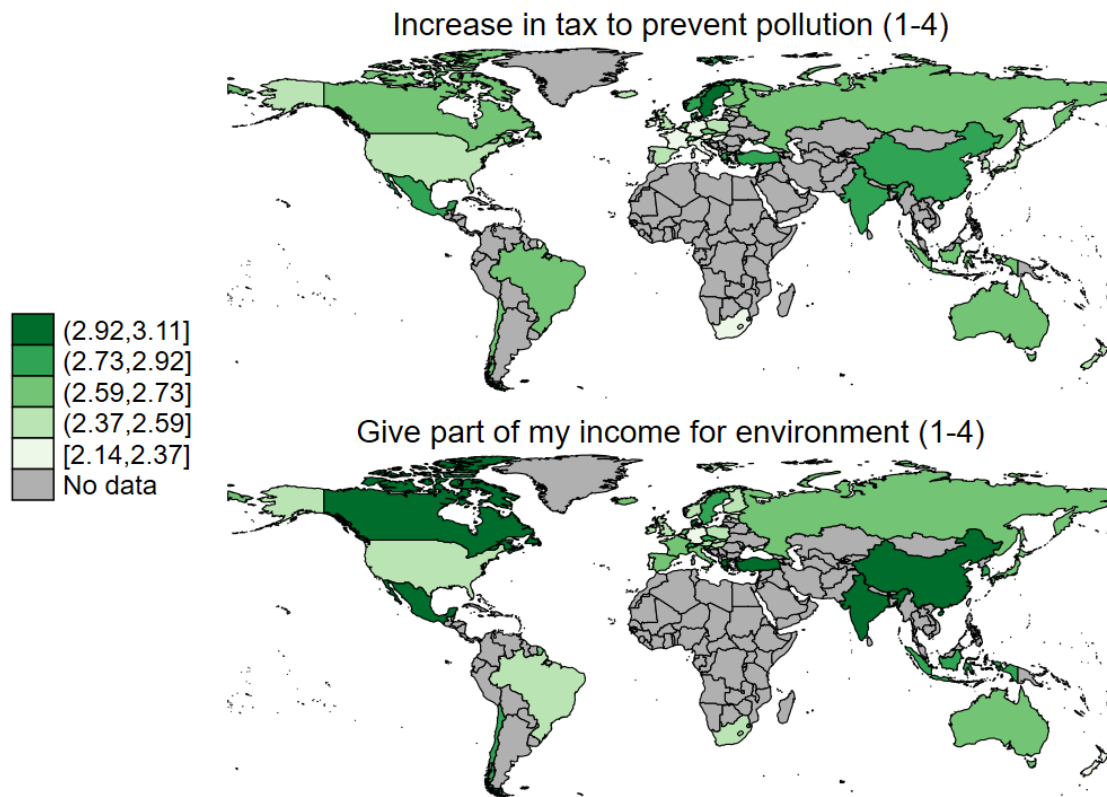 Increase in tax to prevent pollution (1-4)
(2.92,3.11]
(2.73,2.92]
(2.59,2.73]
(2.37,2.59]
[2.14,2.37]
No data
Give part of my income for environment (1-4)